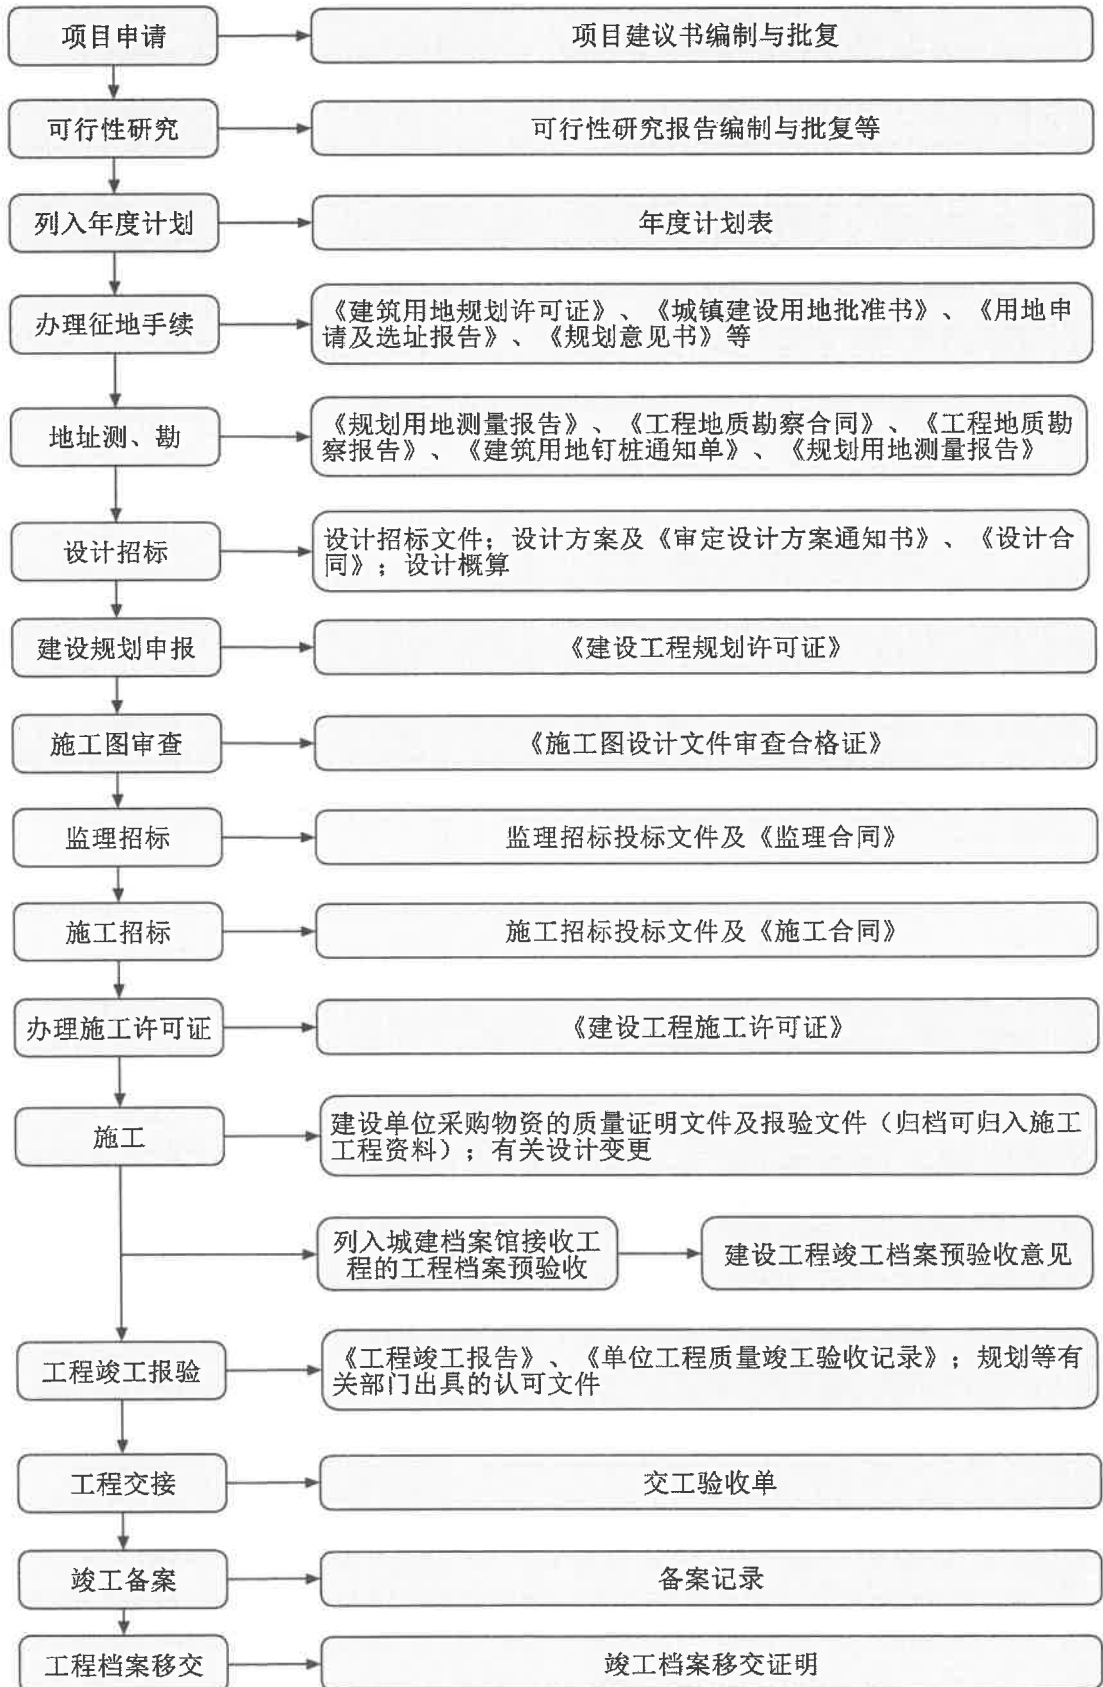 项目申请
项目建议书编制与批复
可行性研究
可行性研究报告编制与批复等
列入年度计划
年度计划表
办理征地手续
《建筑用地规划许可证》、《城镇建设用地批准书》、《用地申
请及选址报告》、《规划意见书》等
地址测、勘
《规划用地测量报告》、《工程地质勘察合同》、《工程地质勘
察报告》、《建筑用地钉桩通知单》、《规划用地测量报告》
设计招标
设计招标文件；设计方案及《审定设计方案通知书》、《设计合
同》；设计概算
建设规划申报
《建设工程规划许可证》
施工图审查
《施工图设计文件审查合格证》
监理招标
监理招标投标文件及《监理合同》
施工招标
施工招标投标文件及《施工合同》
办理施工许可证
《建设工程施工许可证》
施工
建设单位采购物资的质量证明文件及报验文件（归档可归入施工
工程资料）；有关设计变更
列入城建档案馆接收工
程的工程档案预验收
建设工程竣工档案预验收意见
工程竣工报验
《工程竣工报告》、《单位工程质量竣工验收记录》；规划等有
关部门出具的认可文件
工程交接
交工验收单
竣工备案
备案记录
工程档案移交
竣工档案移交证明